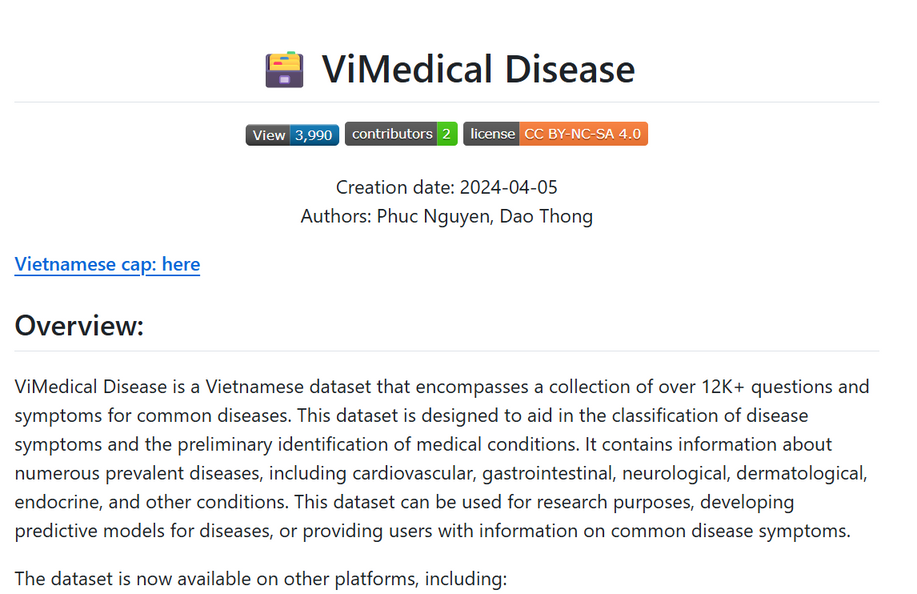 ViMedical Disease
View 3,990 contributors 2 license CC BY-NC-SA 4.0
Creation date: 2024-04-05
Authors: Phuc Nguyen, Dao Thong
Vietnamese cap: here
Overview:
ViMedical Disease is a Vietnamese dataset that encompasses a collection of over 12K+ questions and
symptoms for common diseases. This dataset is designed to aid in the classification of disease
symptoms and the preliminary identification of medical conditions. It contains information about
numerous prevalent diseases, including cardiovascular, gastrointestinal, neurological, dermatological,
endocrine, and other conditions. This dataset can be used for research purposes, developing
predictive models for diseases, or providing users with information on common disease symptoms.
The dataset is now available on other platforms, including: